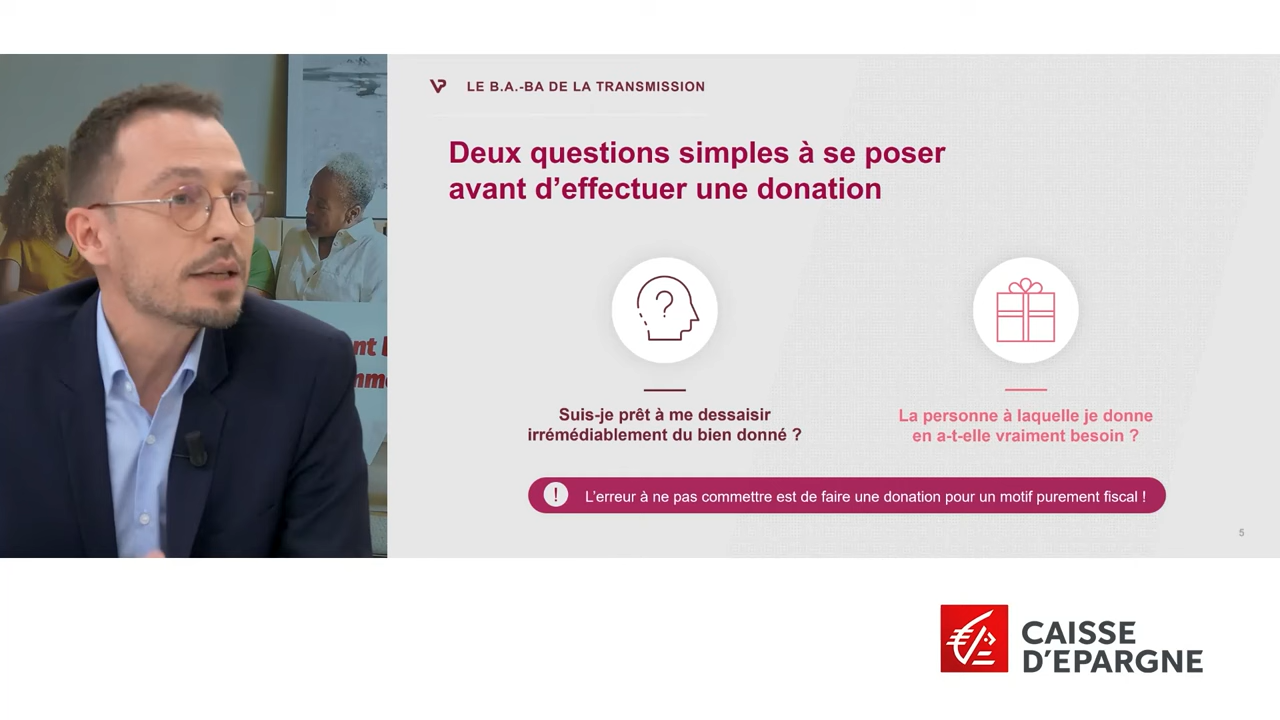 LE B.A.-BA DE LA TRANSMISSION
Deux questions simples à se poser
avant d’effectuer une donation
?
Suis-je prêt à me dessaisir
irrémédiablement du bien donné ?
La personne à laquelle je donne
en a-t-elle vraiment besoin ?
! L’erreur à ne pas commettre est de faire une donation pour un motif purement fiscal !
5
CAISSE
D’EPARGNE